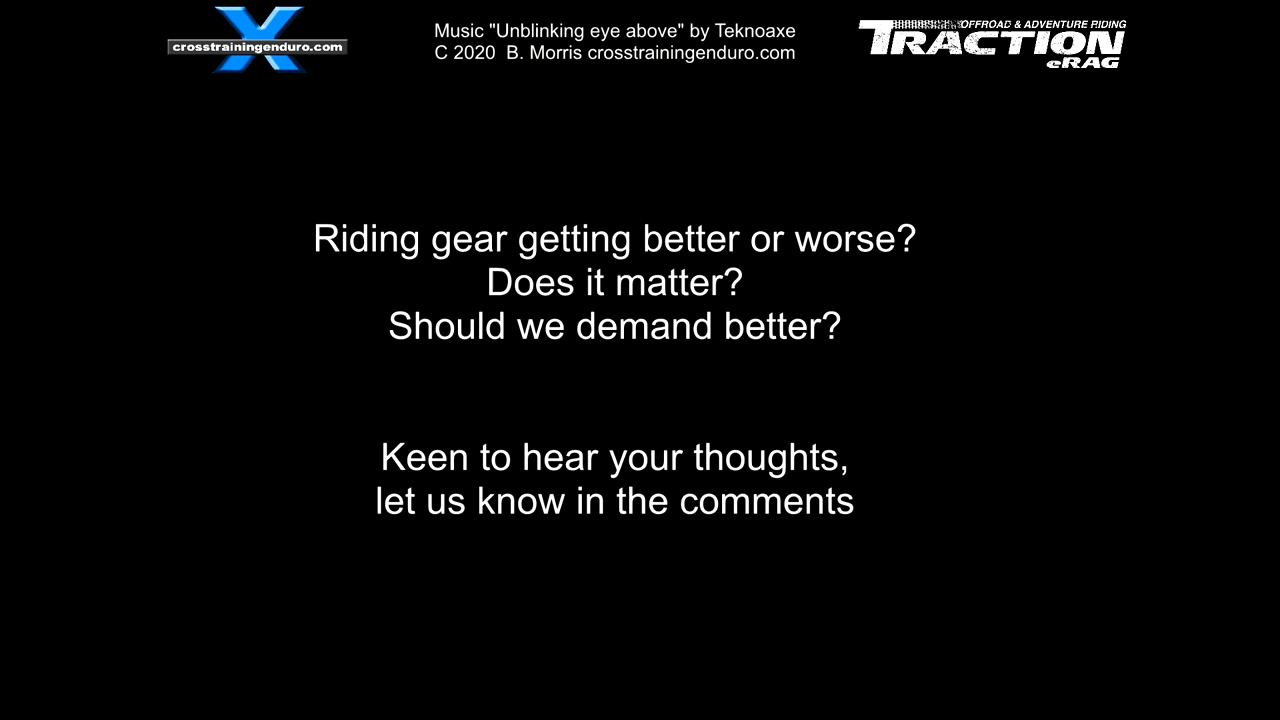 X
crosstrainingenduro.com
Music "Unblinking eye above" by Teknoaxe
C 2020  B. Morris crosstrainingenduro.com
OFFROAD & ADVENTURE RIDING
TRACTION
eRAG
Riding gear getting better or worse?
Does it matter?
Should we demand better?
Keen to hear your thoughts,
let us know in the comments